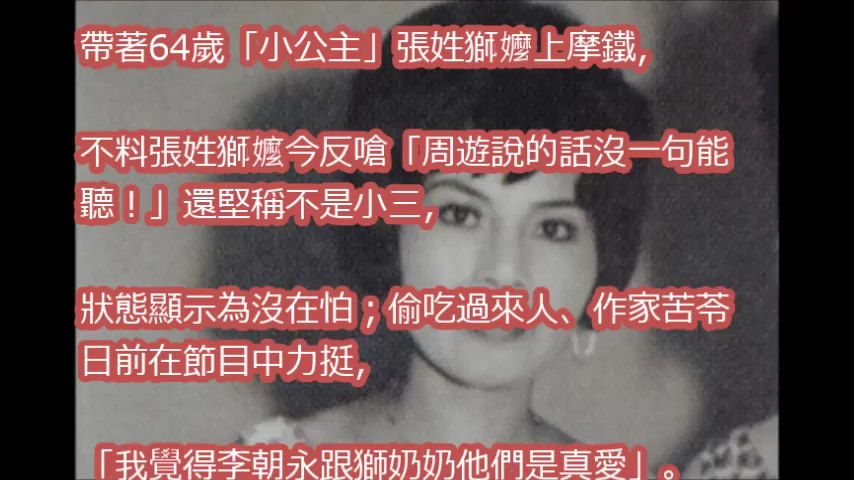 帶著64歲「小公主」張姓獅嬤上摩鐵,
不料張姓獅嬤今反嗆「周遊說的話沒一句能
聽！」還堅稱不是小三,
狀態顯示為沒在怕；偷吃過來人、作家苦苓
日前在節目中力挺,
「我覺得李朝永跟獅奶奶他們是真愛」。